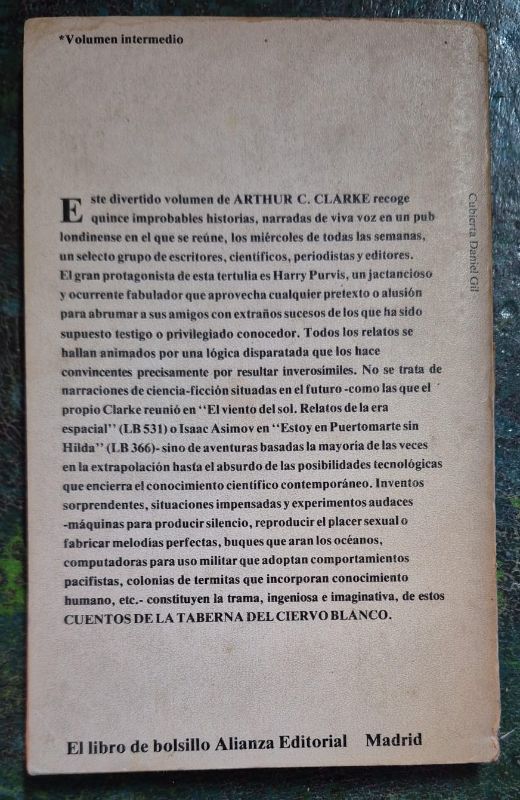 *Volumen intermedio
Este divertido volumen de ARTHUR C. CLARKE recoge
quince improbables historias, narradas de viva voz en un pub
londinense en el que se reúne, los miércoles de todas las semanas,
un selecto grupo de escritores, científicos, periodistas y editores.
El gran protagonista de esta tertulia es Harry Purvis, un jactancioso
y ocurrente fabulador que aprovecha cualquier pretexto o alusión
para abrumar a sus amigos con extraños sucesos de los que ha sido
supuesto testigo o privilegiado conocedor. Todos los relatos se
hallan animados por una lógica disparatada que los hace
convincentes precisamente por resultar inverosímiles. No se trata de
narraciones de ciencia-ficción situadas en el futuro -como las que el
propio Clarke reunió en "El viento del sol. Relatos de la era
espacial" (LB 531) o Isaac Asimov en "Estoy en Puertomarte sin
Hilda" (LB 366)- sino de aventuras basadas la mayoría de las veces
en la extrapolación hasta el absurdo de las posibilidades tecnológicas
que encierra el conocimiento científico contemporáneo. Inventos
sorprendentes, situaciones impensadas y experimentos audaces
-máquinas para producir silencio, reproducir el placer sexual o
fabricar melodías perfectas, buques que aran los océanos,
computadoras para uso militar que adoptan comportamientos
pacifistas, colonias de termitas que incorporan conocimiento
humano, etc.- constituyen la trama, ingeniosa e imaginativa, de estos
CUENTOS DE LA TABERNA DEL CIERVO BLANCO.
Cubierta Daniel Gil
El libro de bolsillo Alianza Editorial Madrid